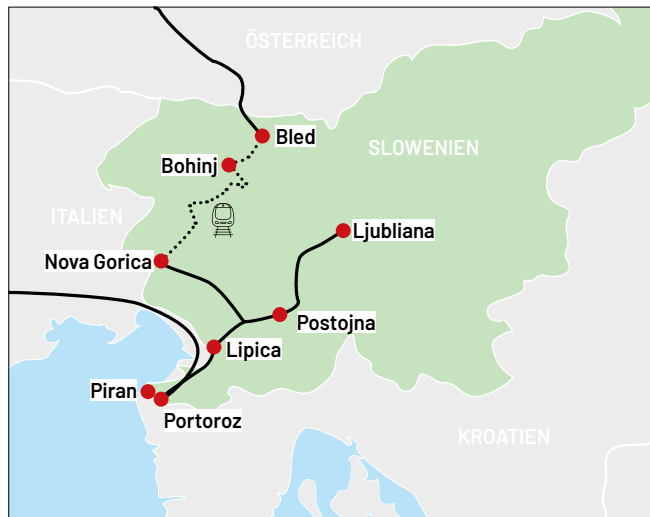 ÖSTERREICH
Bled
SLOWENIEN
Bohinj
ITALIEN
Ljubliana
Nova Gorica
Postojna
Lipica
Piran
Portoroz
KROATIEN